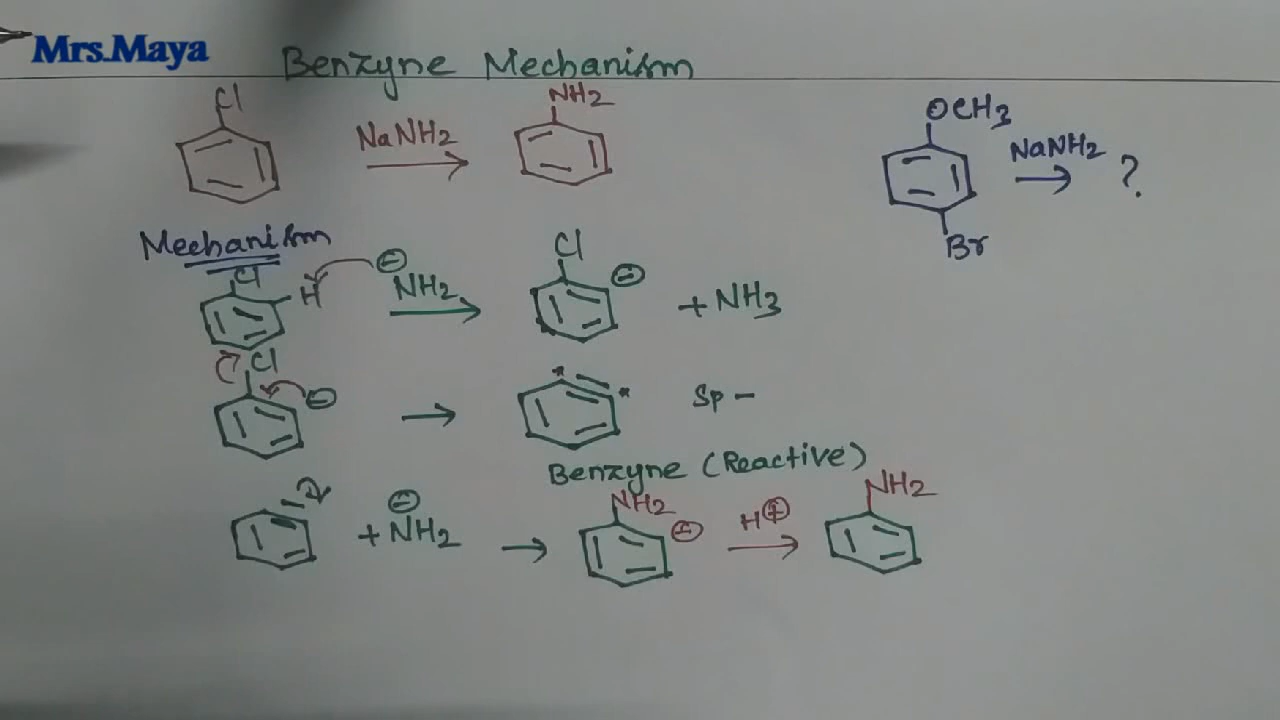 Mrs.Maya
Benzyne Mechanism
Cl
NaNH2
NH2
OCH3
NaNH2
?
Br
Mechanism
Cl
H
⊖
NH2
Cl
⊖
+ NH3
Cl
⊖
*
*
Sp -
Benzyne (Reactive)
+ NH2
⊖
NH2
⊖
H⊕
NH2